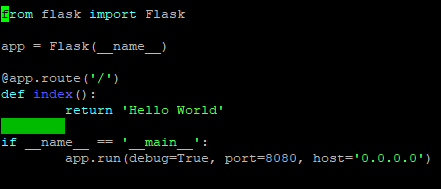 from flask import Flask
app = Flask(__name__)
@app.route('/')
def index():
        return 'Hello World'
if __name__ == '__main__':
        app.run(debug=True, port=8080, host='0.0.0.0')